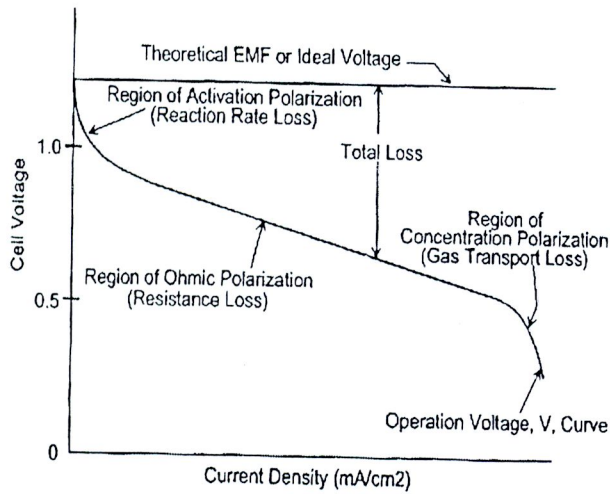 Theoretical EMF or Ideal Voltage
Region of Activation Polarization
(Reaction Rate Loss)
1.0
Total Loss
Cell Voltage
Region of
Concentration Polarization
(Gas Transport Loss)
Region of Ohmic Polarization
(Resistance Loss)
0.5
Operation Voltage, V, Curve
0
Current Density (mA/cm2)